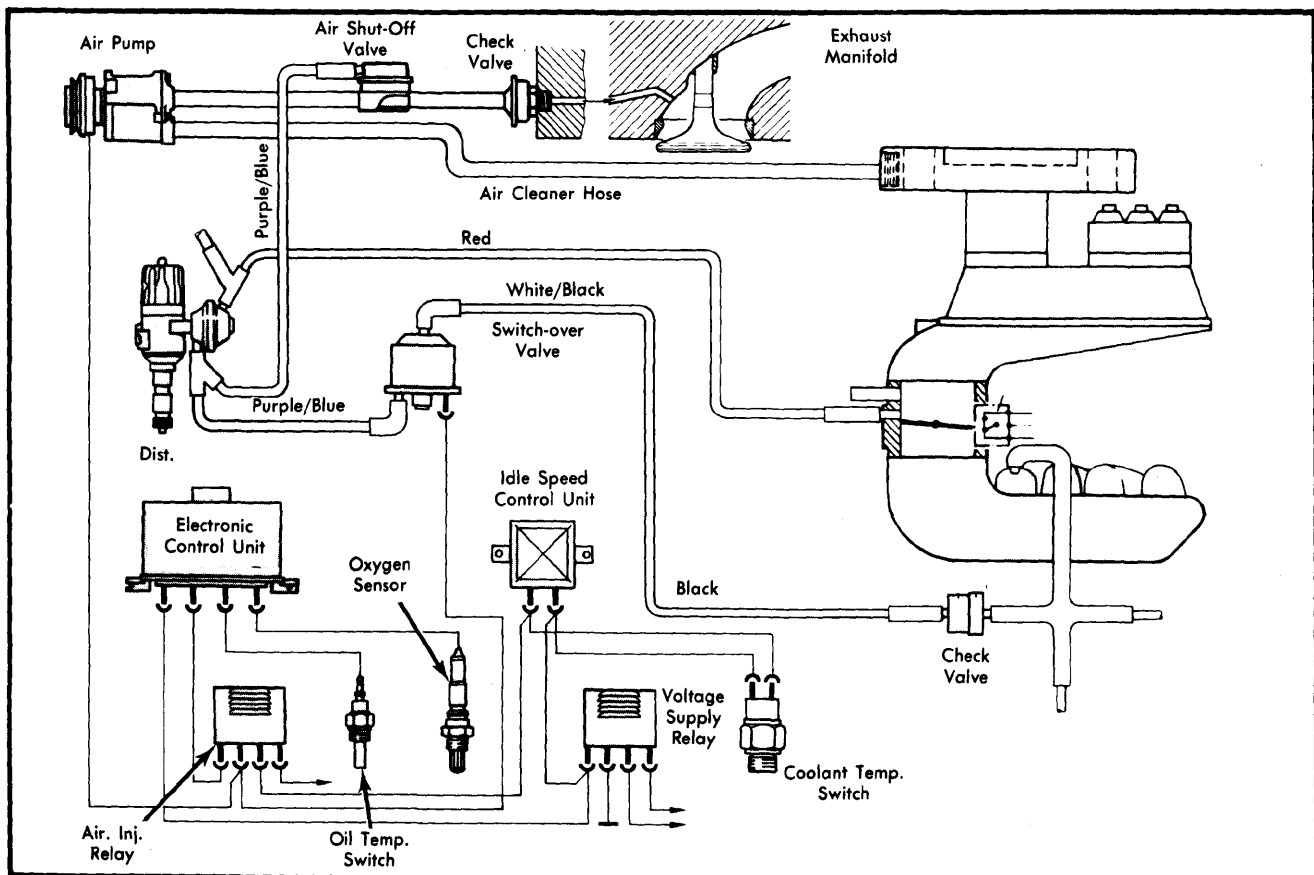 Air Pump
Air Shut-Off
Valve
Check
Valve
Exhaust
Manifold
Purple/Blue
Air Cleaner Hose
Red
White/Black
Switch-over
Valve
Purple/Blue
Dist.
Idle Speed
Control Unit
Electronic
Control Unit
Oxygen
Sensor
Black
Check
Valve
Voltage
Supply
Relay
Coolant Temp.
Switch
Air. Inj.
Relay
Oil Temp.
Switch